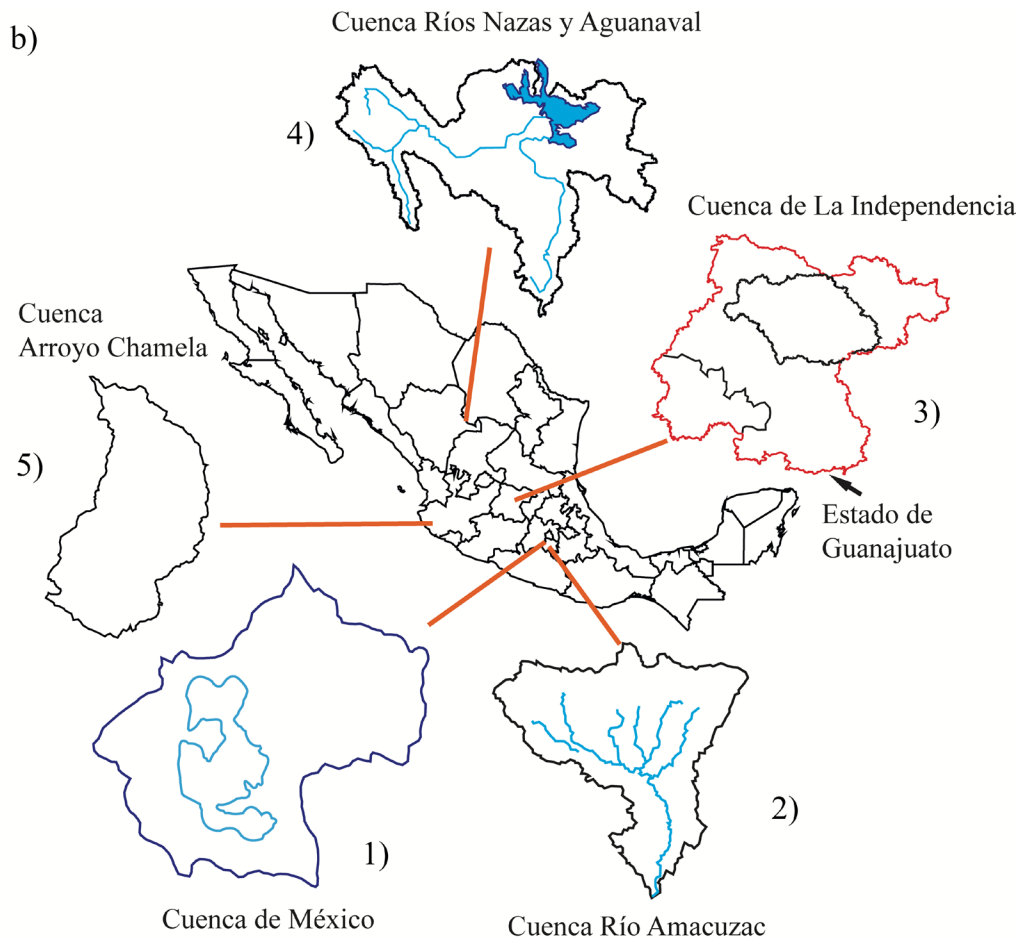 b)
Cuenca Ríos Nazas y Aguanaval
4)
Cuenca de La Independencia
3)
Estado de
Guanajuato
Cuenca
Arroyo Chamela
5)
1)
Cuenca de México
2)
Cuenca Río Amacuzac